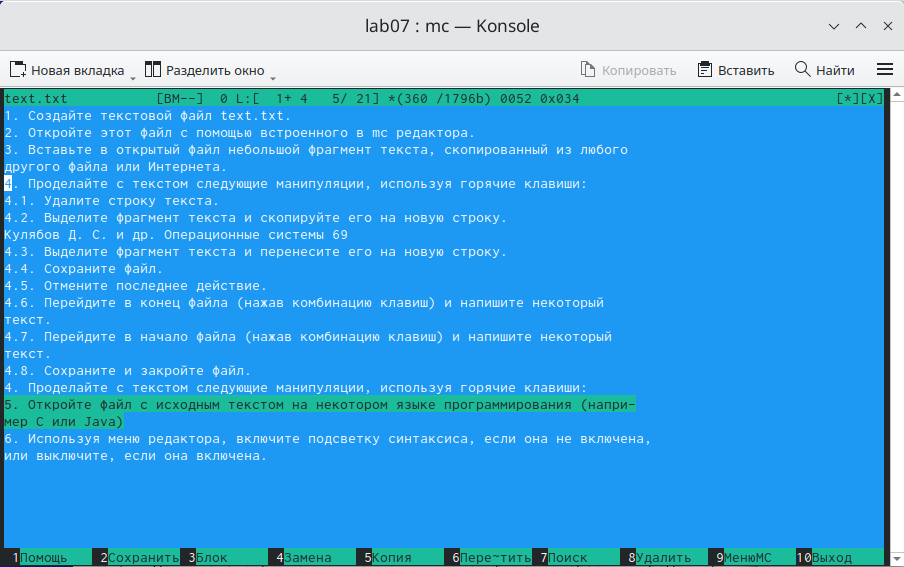 lab07 : mc — Konsole
Новая вкладка Разделить окно Копировать Вставить Найти
text.txt [BM--] 0 L:[ 1+ 4 5/ 21] *(360 /1796b) 0052 0x034 [*][X]
1. Создайте текстовой файл text.txt.
2. Откройте этот файл с помощью встроенного в mc редактора.
3. Вставьте в открытый файл небольшой фрагмент текста, скопированный из любого
другого файла или Интернета.
4. Проделайте с текстом следующие манипуляции, используя горячие клавиши:
4.1. Удалите строку текста.
4.2. Выделите фрагмент текста и скопируйте его на новую строку.
Кулябов Д. С. и др. Операционные системы 69
4.3. Выделите фрагмент текста и перенесите его на новую строку.
4.4. Сохраните файл.
4.5. Отмените последнее действие.
4.6. Перейдите в конец файла (нажав комбинацию клавиш) и напишите некоторый
текст.
4.7. Перейдите в начало файла (нажав комбинацию клавиш) и напишите некоторый
текст.
4.8. Сохраните и закройте файл.
4. Проделайте с текстом следующие манипуляции, используя горячие клавиши:
5. Откройте файл с исходным текстом на некотором языке программирования (напри-
мер C или Java)
6. Используя меню редактора, включите подсветку синтаксиса, если она не включена,
или выключите, если она включена.
1Помощь 2Сохранить 3Блок 4Замена 5Копия 6Пере~тить 7Поиск 8Удалить 9МенюМС 10Выход